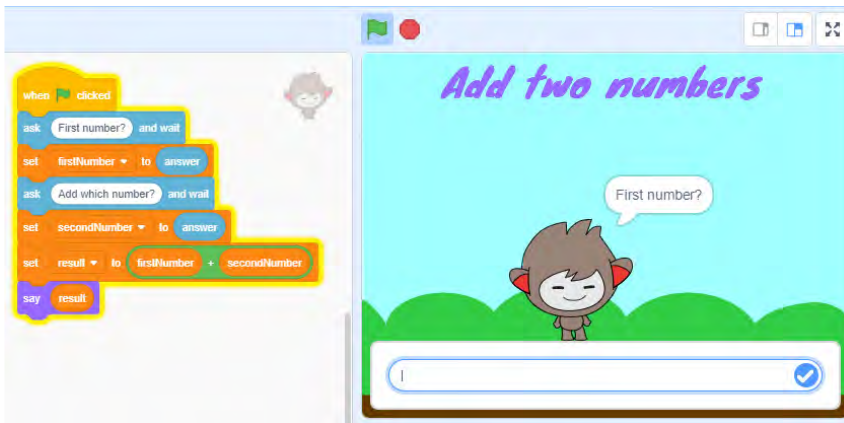 when clicked
ask First number? and wait
set firstNumber to answer
ask Add which number? and wait
set secondNumber to answer
set result to firstNumber + secondNumber
say result
Add two numbers
First number?